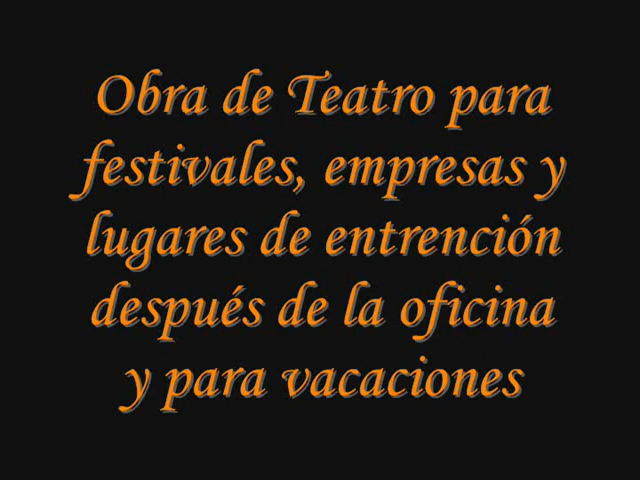 Obra de Teatro para
festivales, empresas y
lugares de entrención
después de la oficina
y para vacaciones